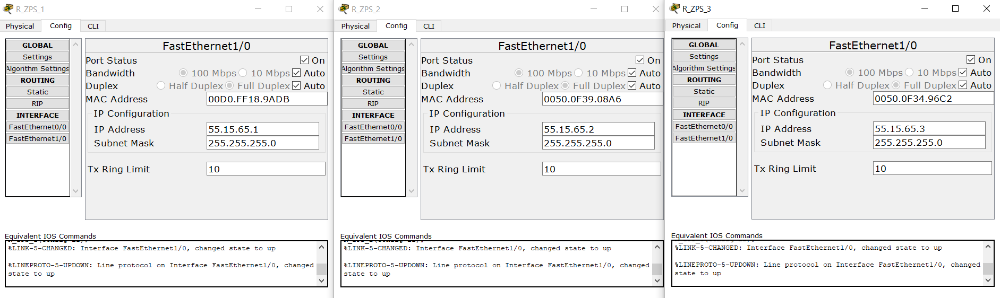 R_ZPS_1
Physical Config CLI
GLOBAL
Settings
Algorithm Settings
ROUTING
Static
RIP
INTERFACE
FastEthernet0/0
FastEthernet1/0
FastEthernet1/0
Port Status On
Bandwidth 100 Mbps 10 Mbps Auto
Duplex Half Duplex Full Duplex Auto
MAC Address 00D0.FF18.9ADB
IP Configuration
IP Address 55.15.65.1
Subnet Mask 255.255.255.0
Tx Ring Limit 10
Equivalent IOS Commands
%LINK-5-CHANGED: Interface FastEthernet1/0, changed state to up
%LINEPROTO-5-UPDOWN: Line protocol on Interface FastEthernet1/0, changed
state to up
R_ZPS_2
Physical Config CLI
GLOBAL
Settings
Algorithm Settings
ROUTING
Static
RIP
INTERFACE
FastEthernet0/0
FastEthernet1/0
FastEthernet1/0
Port Status On
Bandwidth 100 Mbps 10 Mbps Auto
Duplex Half Duplex Full Duplex Auto
MAC Address 0050.0F39.08A6
IP Configuration
IP Address 55.15.65.2
Subnet Mask 255.255.255.0
Tx Ring Limit 10
Equivalent IOS Commands
%LINK-5-CHANGED: Interface FastEthernet1/0, changed state to up
%LINEPROTO-5-UPDOWN: Line protocol on Interface FastEthernet1/0, changed
state to up
R_ZPS_3
Physical Config CLI
GLOBAL
Settings
Algorithm Settings
ROUTING
Static
RIP
INTERFACE
FastEthernet0/0
FastEthernet1/0
FastEthernet1/0
Port Status On
Bandwidth 100 Mbps 10 Mbps Auto
Duplex Half Duplex Full Duplex Auto
MAC Address 0050.0F34.96C2
IP Configuration
IP Address 55.15.65.3
Subnet Mask 255.255.255.0
Tx Ring Limit 10
Equivalent IOS Commands
%LINK-5-CHANGED: Interface FastEthernet1/0, changed state to up
%LINEPROTO-5-UPDOWN: Line protocol on Interface FastEthernet1/0, changed
state to up